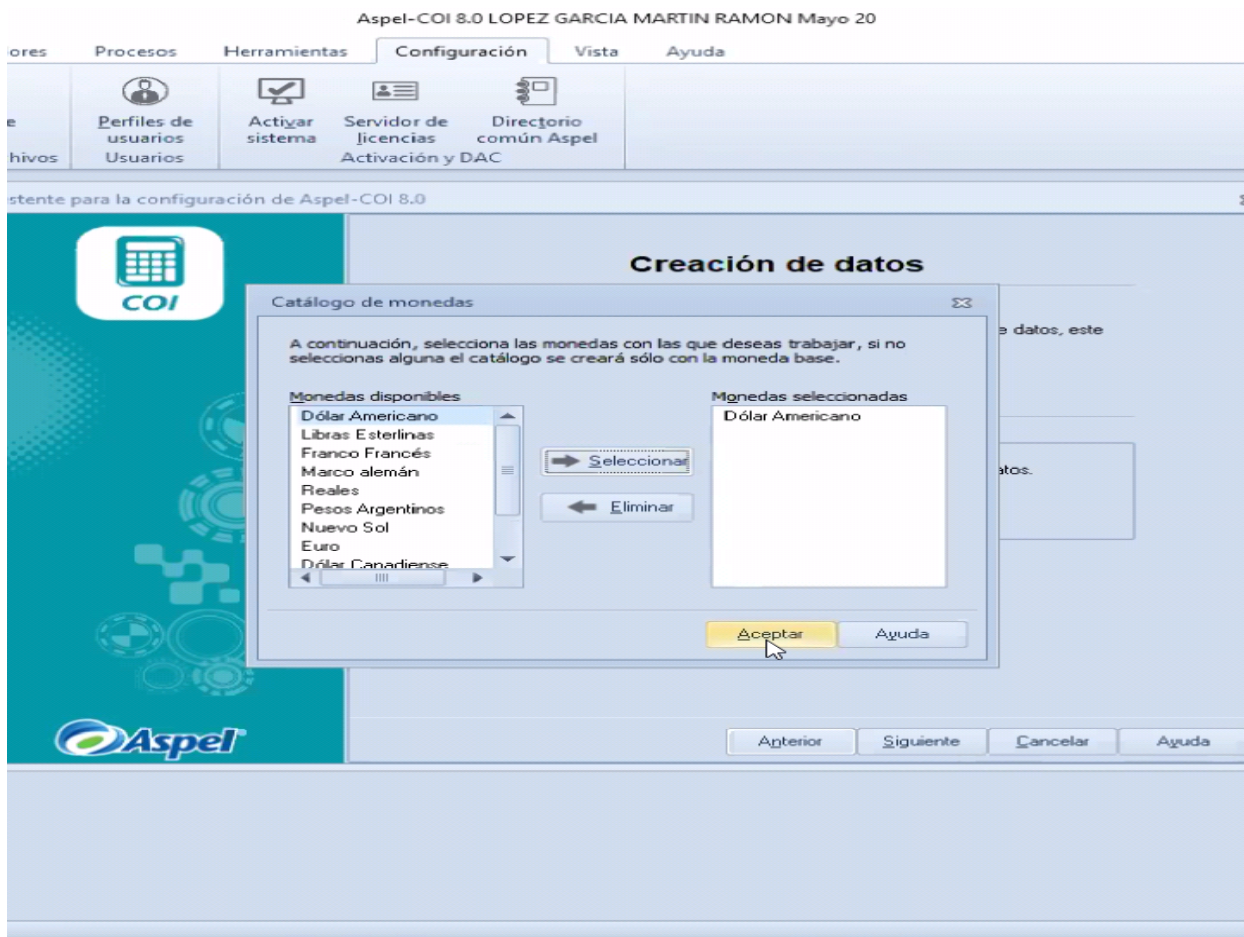 Aspel-COI 8.0 LOPEZ GARCIA MARTIN RAMON Mayo 20
ores Procesos Herramientas Configuración Vista Ayuda
e Perfiles de usuarios Activar sistema Servidor de licencias Directorio común Aspel
hivos Usuarios Activación y DAC
stente para la configuración de Aspel-COI 8.0
COI
Creación de datos
Catálogo de monedas
e datos, este
A continuación, selecciona las monedas con las que deseas trabajar, si no
seleccionas alguna el catálogo se creará sólo con la moneda base.
Monedas disponibles
Dólar Americano
Libras Esterlinas
Franco Francés
Marco alemán
Reales
Pesos Argentinos
Nuevo Sol
Euro
Dólar Canadiense
Seleccionar
Eliminar
Monedas seleccionadas
Dólar Americano
atos.
Aceptar Ayuda
Aspel
Anterior Siguiente Cancelar Ayuda